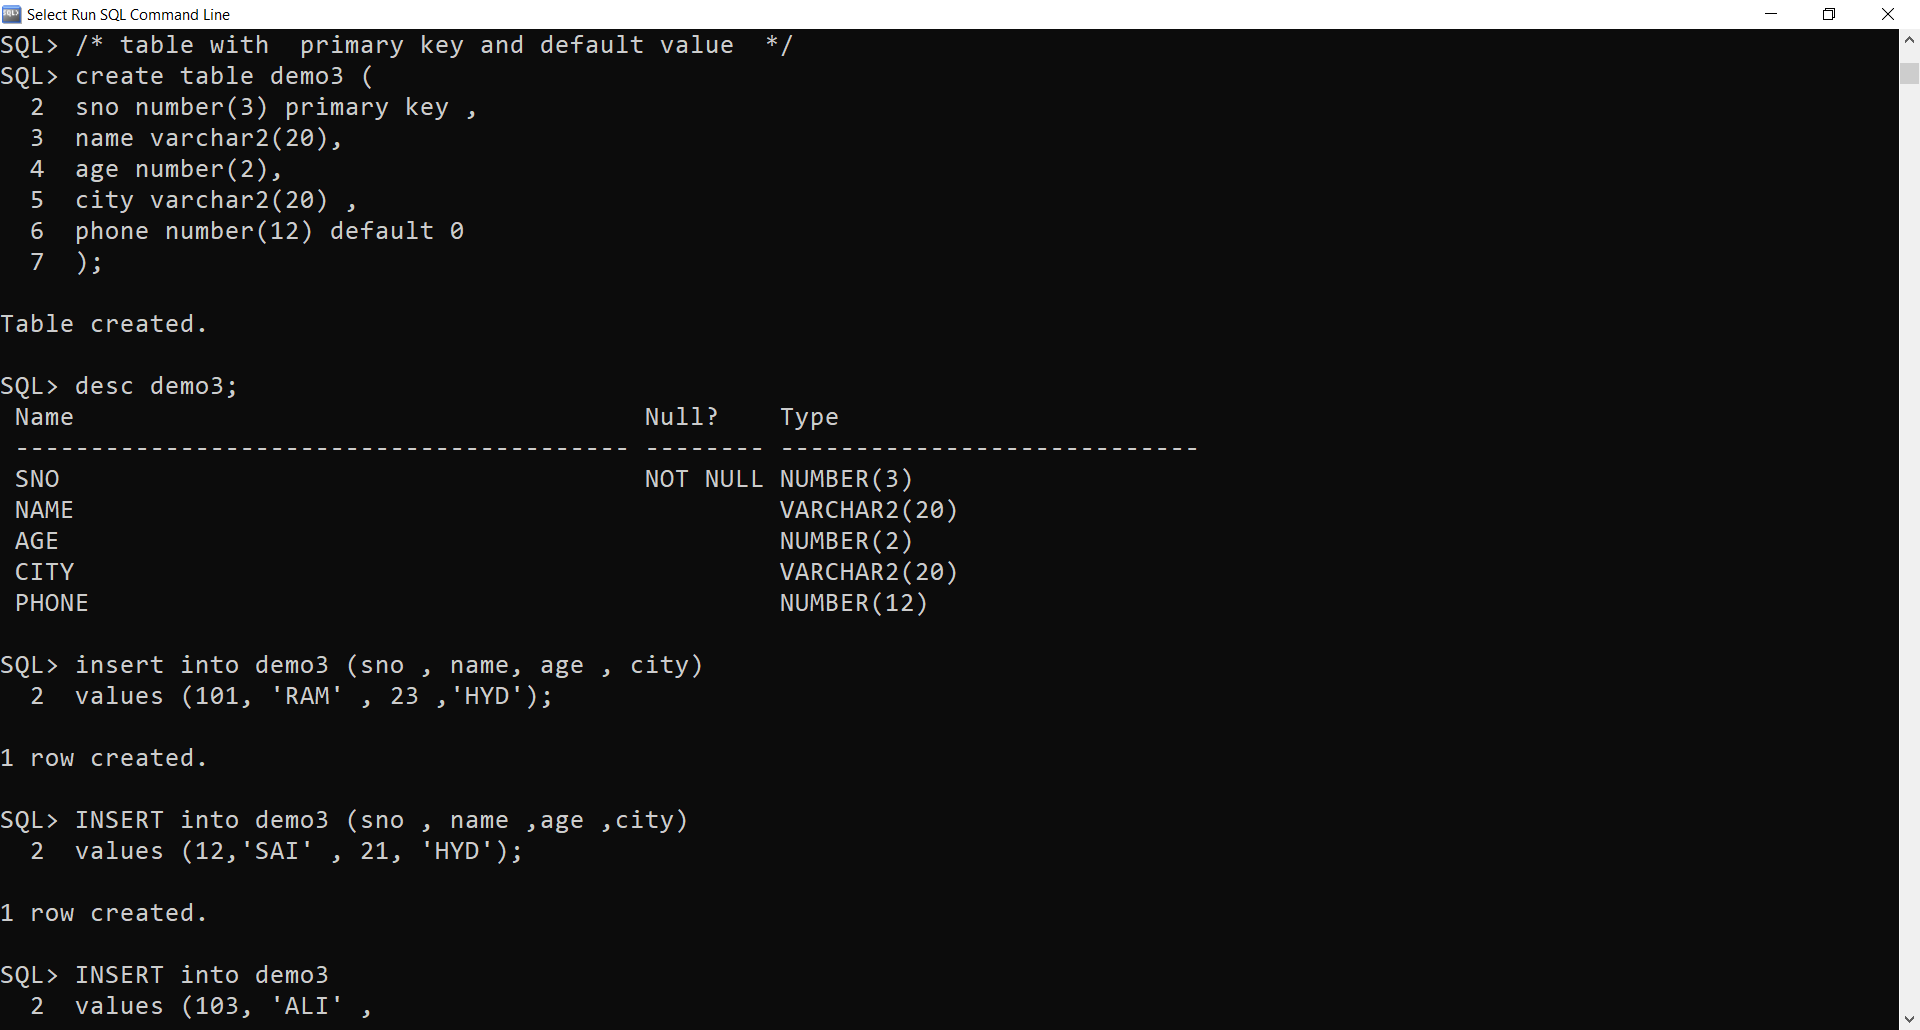 Select Run SQL Command Line
SQL> /* table with  primary key and default value  */
SQL> create table demo3 (
  2  sno number(3) primary key ,
  3  name varchar2(20),
  4  age number(2),
  5  city varchar2(20) ,
  6  phone number(12) default 0
  7  );

Table created.

SQL> desc demo3;
 Name                                      Null?    Type
 ----------------------------------------- -------- ----------------------------
 SNO                                       NOT NULL NUMBER(3)
 NAME                                               VARCHAR2(20)
 AGE                                                NUMBER(2)
 CITY                                               VARCHAR2(20)
 PHONE                                              NUMBER(12)

SQL> insert into demo3 (sno , name, age , city)
  2  values (101, 'RAM' , 23 ,'HYD');

1 row created.

SQL> INSERT into demo3 (sno , name ,age ,city)
  2  values (12,'SAI' , 21, 'HYD');

1 row created.

SQL> INSERT into demo3
  2  values (103, 'ALI' ,